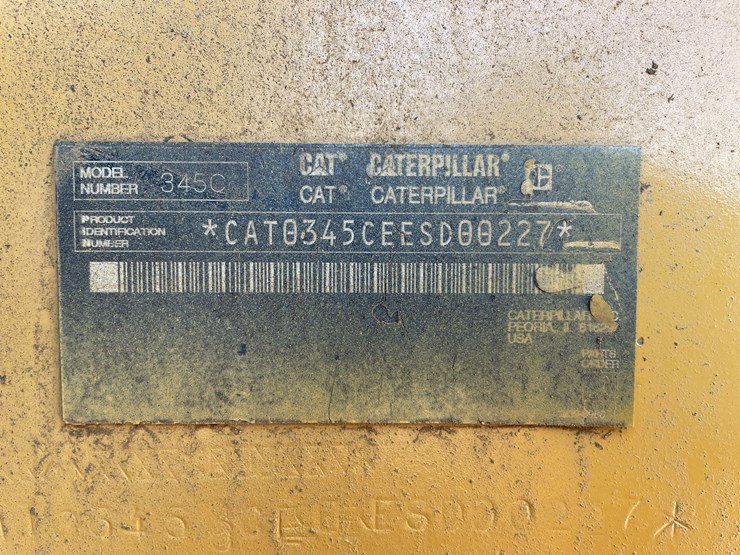 CAT® CATERPILLAR®
MODEL NUMBER 345C
CAT® CATERPILLAR®
PRODUCT IDENTIFICATION NUMBER *CAT0345CEESD00227*
CATERPILLAR
PEORIA, IL
USA
PARTS
ORDER